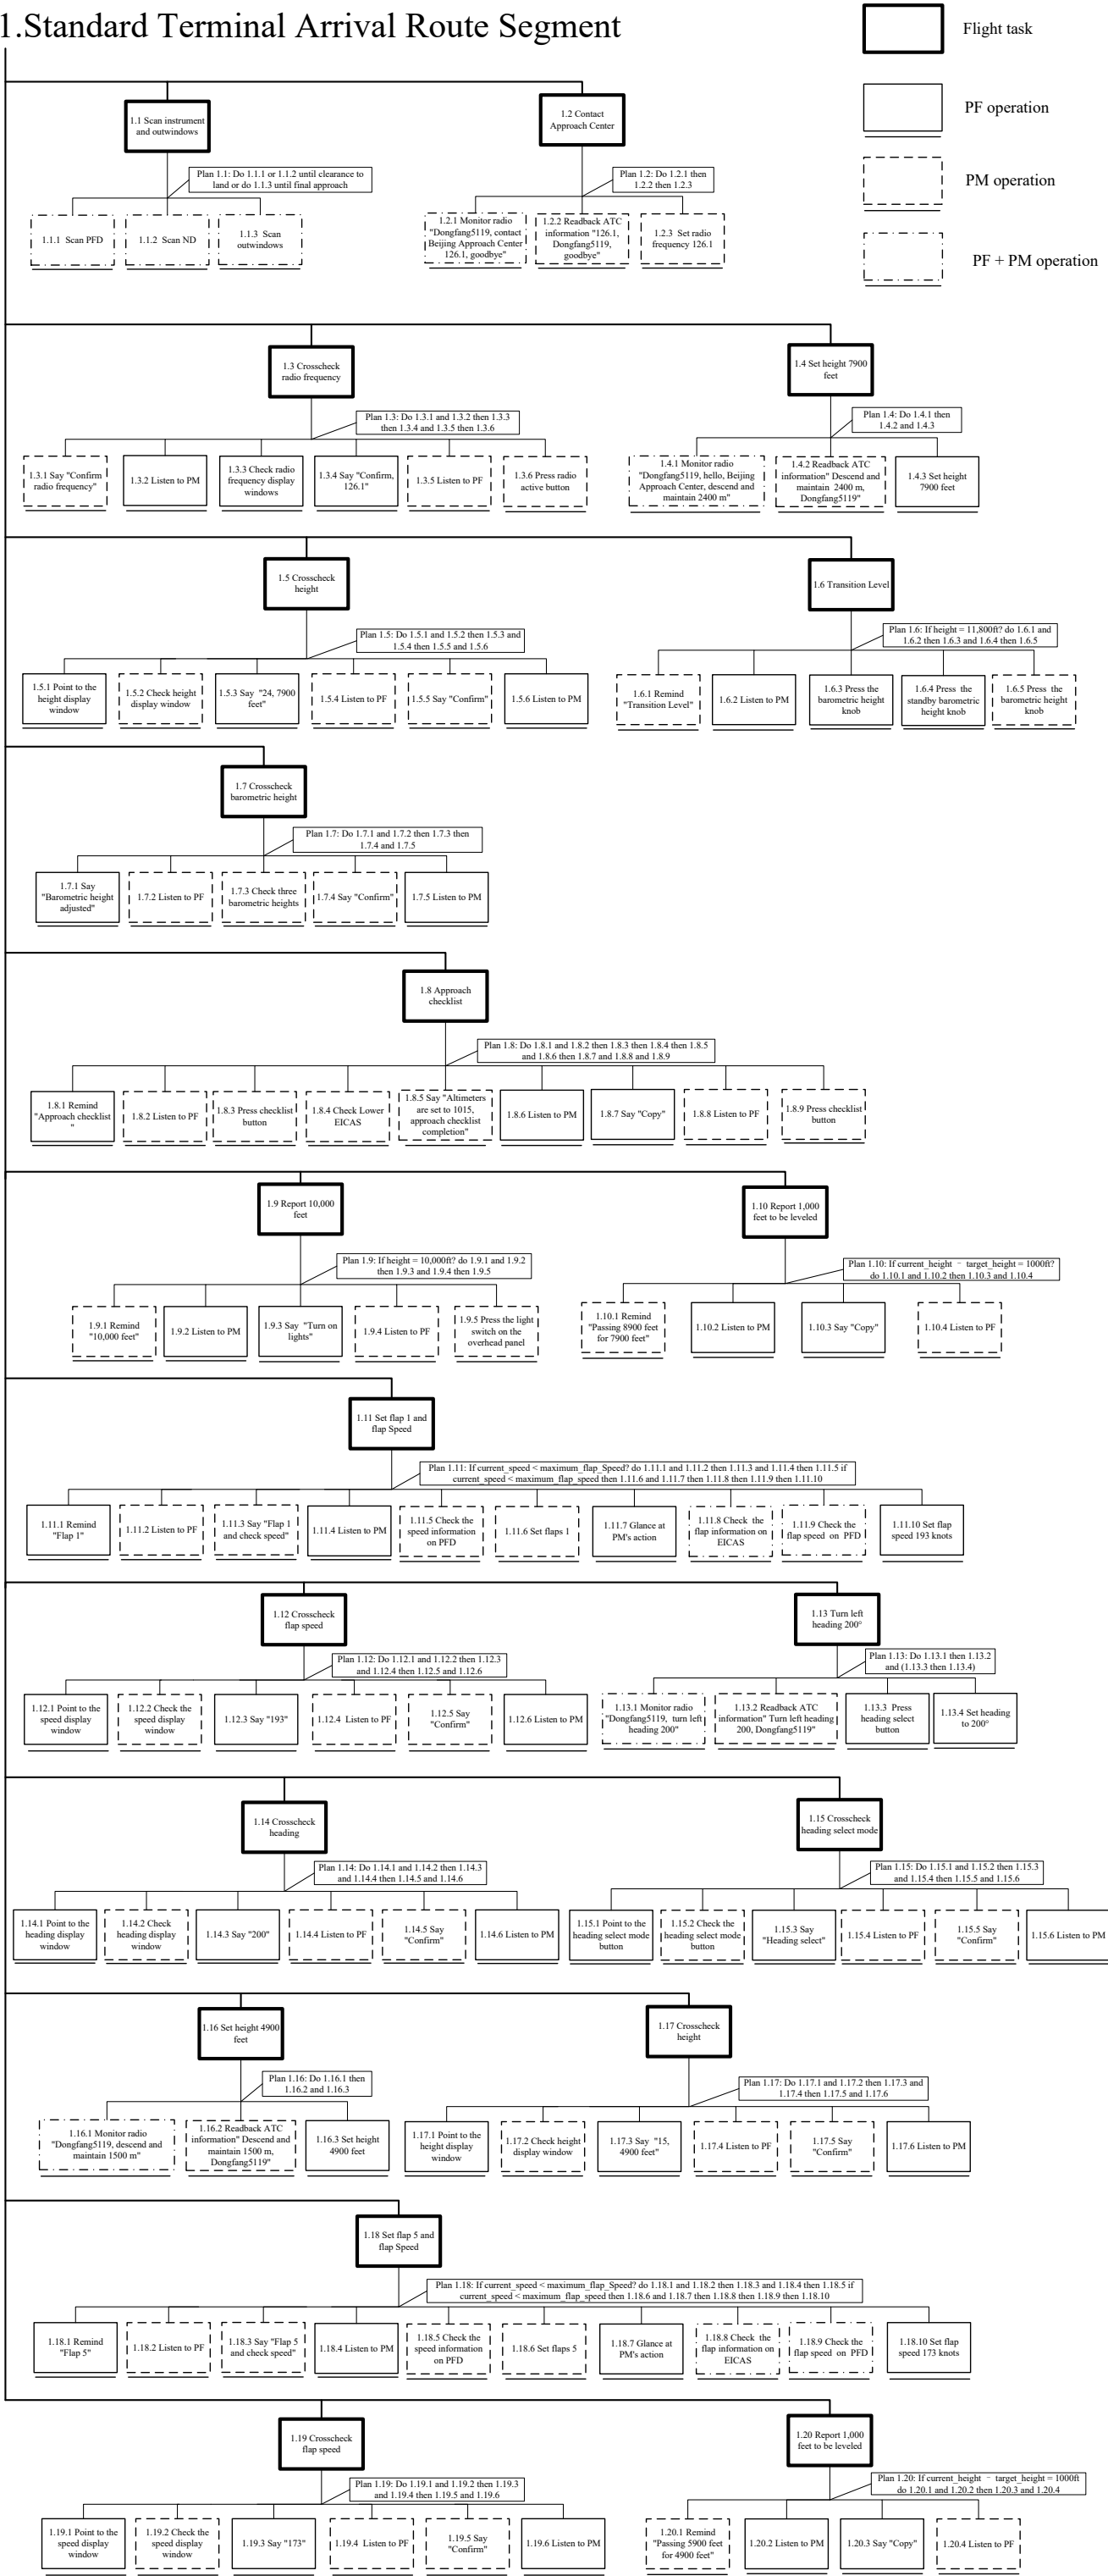 1.Standard Terminal Arrival Route Segment
Flight task
PF operation
PM operation
PF + PM operation
1.1 Scan instrument
and outwindows
1.2 Contact
Approach Center
Plan 1.1: Do 1.1.1 or 1.1.2 until clearance to
land or do 1.1.3 until final approach
Plan 1.2: Do 1.2.1 then
1.2.2 then 1.2.3
1.1.1 Scan PFD
1.1.2 Scan ND
1.1.3 Scan
outwindows
1.2.1 Monitor radio
"Dongfang5119, contact
Beijing Approach Center
126.1, goodbye"
1.2.2 Readback ATC
information "126.1,
Dongfang5119,
goodbye"
1.2.3 Set radio
frequency 126.1
1.3 Crosscheck
radio frequency
1.4 Set height 7900
feet
Plan 1.3: Do 1.3.1 and 1.3.2 then 1.3.3
then 1.3.4 and 1.3.5 then 1.3.6
Plan 1.4: Do 1.4.1 then
1.4.2 and 1.4.3
1.3.1 Say "Confirm
radio frequency"
1.3.2 Listen to PM
1.3.3 Check radio
frequency display
windows
1.3.4 Say "Confirm,
126.1"
1.3.5 Listen to PF
1.3.6 Press radio
active button
1.4.1 Monitor radio
"Dongfang5119, hello, Beijing
Approach Center, descend and
maintain 2400 m"
1.4.2 Readback ATC
information" Descend and
maintain 2400 m,
Dongfang5119"
1.4.3 Set height
7900 feet
1.5 Crosscheck
height
1.6 Transition Level
Plan 1.5: Do 1.5.1 and 1.5.2 then 1.5.3 and
1.5.4 then 1.5.5 and 1.5.6
Plan 1.6: If height = 11,800ft? do 1.6.1 and
1.6.2 then 1.6.3 and 1.6.4 then 1.6.5
1.5.1 Point to the
height display
window
1.5.2 Check height
display window
1.5.3 Say "24, 7900
feet"
1.5.4 Listen to PF
1.5.5 Say "Confirm"
1.5.6 Listen to PM
1.6.1 Remind
"Transition Level"
1.6.2 Listen to PM
1.6.3 Press the
barometric height
knob
1.6.4 Press the
standby barometric
height knob
1.6.5 Press the
barometric height
knob
1.7 Crosscheck
barometric height
Plan 1.7: Do 1.7.1 and 1.7.2 then 1.7.3 then
1.7.4 and 1.7.5
1.7.1 Say
"Barometric height
adjusted"
1.7.2 Listen to PF
1.7.3 Check three
barometric heights
1.7.4 Say "Confirm"
1.7.5 Listen to PM
1.8 Approach
checklist
Plan 1.8: Do 1.8.1 and 1.8.2 then 1.8.3 then 1.8.4 then 1.8.5
and 1.8.6 then 1.8.7 and 1.8.8 and 1.8.9
1.8.1 Remind
"Approach checklist
"
1.8.2 Listen to PF
1.8.3 Press checklist
button
1.8.4 Check Lower
EICAS
1.8.5 Say "Altimeters
are set to 1015,
approach checklist
completion"
1.8.6 Listen to PM
1.8.7 Say "Copy"
1.8.8 Listen to PF
1.8.9 Press checklist
button
1.9 Report 10,000
feet
1.10 Report 1,000
feet to be leveled
Plan 1.9: If height = 10,000ft? do 1.9.1 and 1.9.2
then 1.9.3 and 1.9.4 then 1.9.5
Plan 1.10: If current_height − target_height = 1000ft?
do 1.10.1 and 1.10.2 then 1.10.3 and 1.10.4
1.9.1 Remind
"10,000 feet"
1.9.2 Listen to PM
1.9.3 Say "Turn on
lights"
1.9.4 Listen to PF
1.9.5 Press the light
switch on the
overhead panel
1.10.1 Remind
"Passing 8900 feet
for 7900 feet"
1.10.2 Listen to PM
1.10.3 Say "Copy"
1.10.4 Listen to PF
1.11 Set flap 1 and
flap Speed
Plan 1.11: If current_speed < maximum_flap_Speed? do 1.11.1 and 1.11.2 then 1.11.3 and 1.11.4 then 1.11.5 if
current_speed < maximum_flap_speed then 1.11.6 and 1.11.7 then 1.11.8 then 1.11.9 then 1.11.10
1.11.1 Remind
"Flap 1"
1.11.2 Listen to PF
1.11.3 Say "Flap 1
and check speed"
1.11.4 Listen to PM
1.11.5 Check the
speed information
on PFD
1.11.6 Set flaps 1
1.11.7 Glance at
PM's action
1.11.8 Check the
flap information on
EICAS
1.11.9 Check the
flap speed on PFD
1.11.10 Set flap
speed 193 knots
1.12 Crosscheck
flap speed
1.13 Turn left
heading 200°
Plan 1.12: Do 1.12.1 and 1.12.2 then 1.12.3
and 1.12.4 then 1.12.5 and 1.12.6
Plan 1.13: Do 1.13.1 then 1.13.2
and (1.13.3 then 1.13.4)
1.12.1 Point to the
speed display
window
1.12.2 Check the
speed display
window
1.12.3 Say "193"
1.12.4 Listen to PF
1.12.5 Say
"Confirm"
1.12.6 Listen to PM
1.13.1 Monitor radio
"Dongfang5119, turn left
heading 200"
1.13.2 Readback ATC
information" Turn left heading
200, Dongfang5119"
1.13.3 Press
heading select
button
1.13.4 Set heading
to 200°
1.14 Crosscheck
heading
1.15 Crosscheck
heading select mode
Plan 1.14: Do 1.14.1 and 1.14.2 then 1.14.3
and 1.14.4 then 1.14.5 and 1.14.6
Plan 1.15: Do 1.15.1 and 1.15.2 then 1.15.3
and 1.15.4 then 1.15.5 and 1.15.6
1.14.1 Point to the
heading display
window
1.14.2 Check
heading display
window
1.14.3 Say "200"
1.14.4 Listen to PF
1.14.5 Say
"Confirm"
1.14.6 Listen to PM
1.15.1 Point to the
heading select mode
button
1.15.2 Check the
heading select mode
button
1.15.3 Say
"Heading select"
1.15.4 Listen to PF
1.15.5 Say
"Confirm"
1.15.6 Listen to PM
1.16 Set height 4900
feet
1.17 Crosscheck
height
Plan 1.16: Do 1.16.1 then
1.16.2 and 1.16.3
Plan 1.17: Do 1.17.1 and 1.17.2 then 1.17.3 and
1.17.4 then 1.17.5 and 1.17.6
1.16.1 Monitor radio
"Dongfang5119, descend and
maintain 1500 m"
1.16.2 Readback ATC
information" Descend and
maintain 1500 m,
Dongfang5119"
1.16.3 Set height
4900 feet
1.17.1 Point to the
height display
window
1.17.2 Check height
display window
1.17.3 Say "15,
4900 feet"
1.17.4 Listen to PF
1.17.5 Say
"Confirm"
1.17.6 Listen to PM
1.18 Set flap 5 and
flap Speed
Plan 1.18: If current_speed < maximum_flap_Speed? do 1.18.1 and 1.18.2 then 1.18.3 and 1.18.4 then 1.18.5 if
current_speed < maximum_flap_speed then 1.18.6 and 1.18.7 then 1.18.8 then 1.18.9 then 1.18.10
1.18.1 Remind
"Flap 5"
1.18.2 Listen to PF
1.18.3 Say "Flap 5
and check speed"
1.18.4 Listen to PM
1.18.5 Check the
speed information
on PFD
1.18.6 Set flaps 5
1.18.7 Glance at
PM's action
1.18.8 Check the
flap information on
EICAS
1.18.9 Check the
flap speed on PFD
1.18.10 Set flap
speed 173 knots
1.19 Crosscheck
flap speed
1.20 Report 1,000
feet to be leveled
Plan 1.19: Do 1.19.1 and 1.19.2 then 1.19.3
and 1.19.4 then 1.19.5 and 1.19.6
Plan 1.20: If current_height − target_height = 1000ft
do 1.20.1 and 1.20.2 then 1.20.3 and 1.20.4
1.19.1 Point to the
speed display
window
1.19.2 Check the
speed display
window
1.19.3 Say "173"
1.19.4 Listen to PF
1.19.5 Say
"Confirm"
1.19.6 Listen to PM
1.20.1 Remind
"Passing 5900 feet
for 4900 feet"
1.20.2 Listen to PM
1.20.3 Say "Copy"
1.20.4 Listen to PF